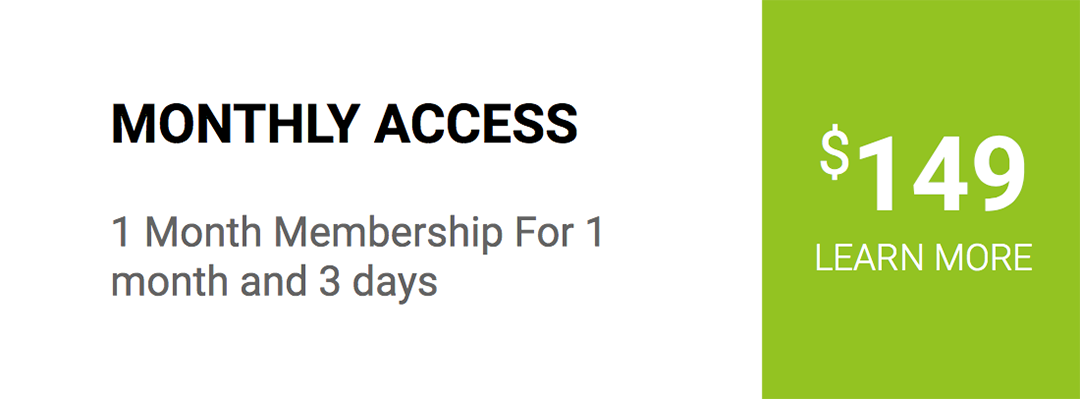 MONTHLY ACCESS
1 Month Membership For 1
month and 3 days
$149
LEARN MORE